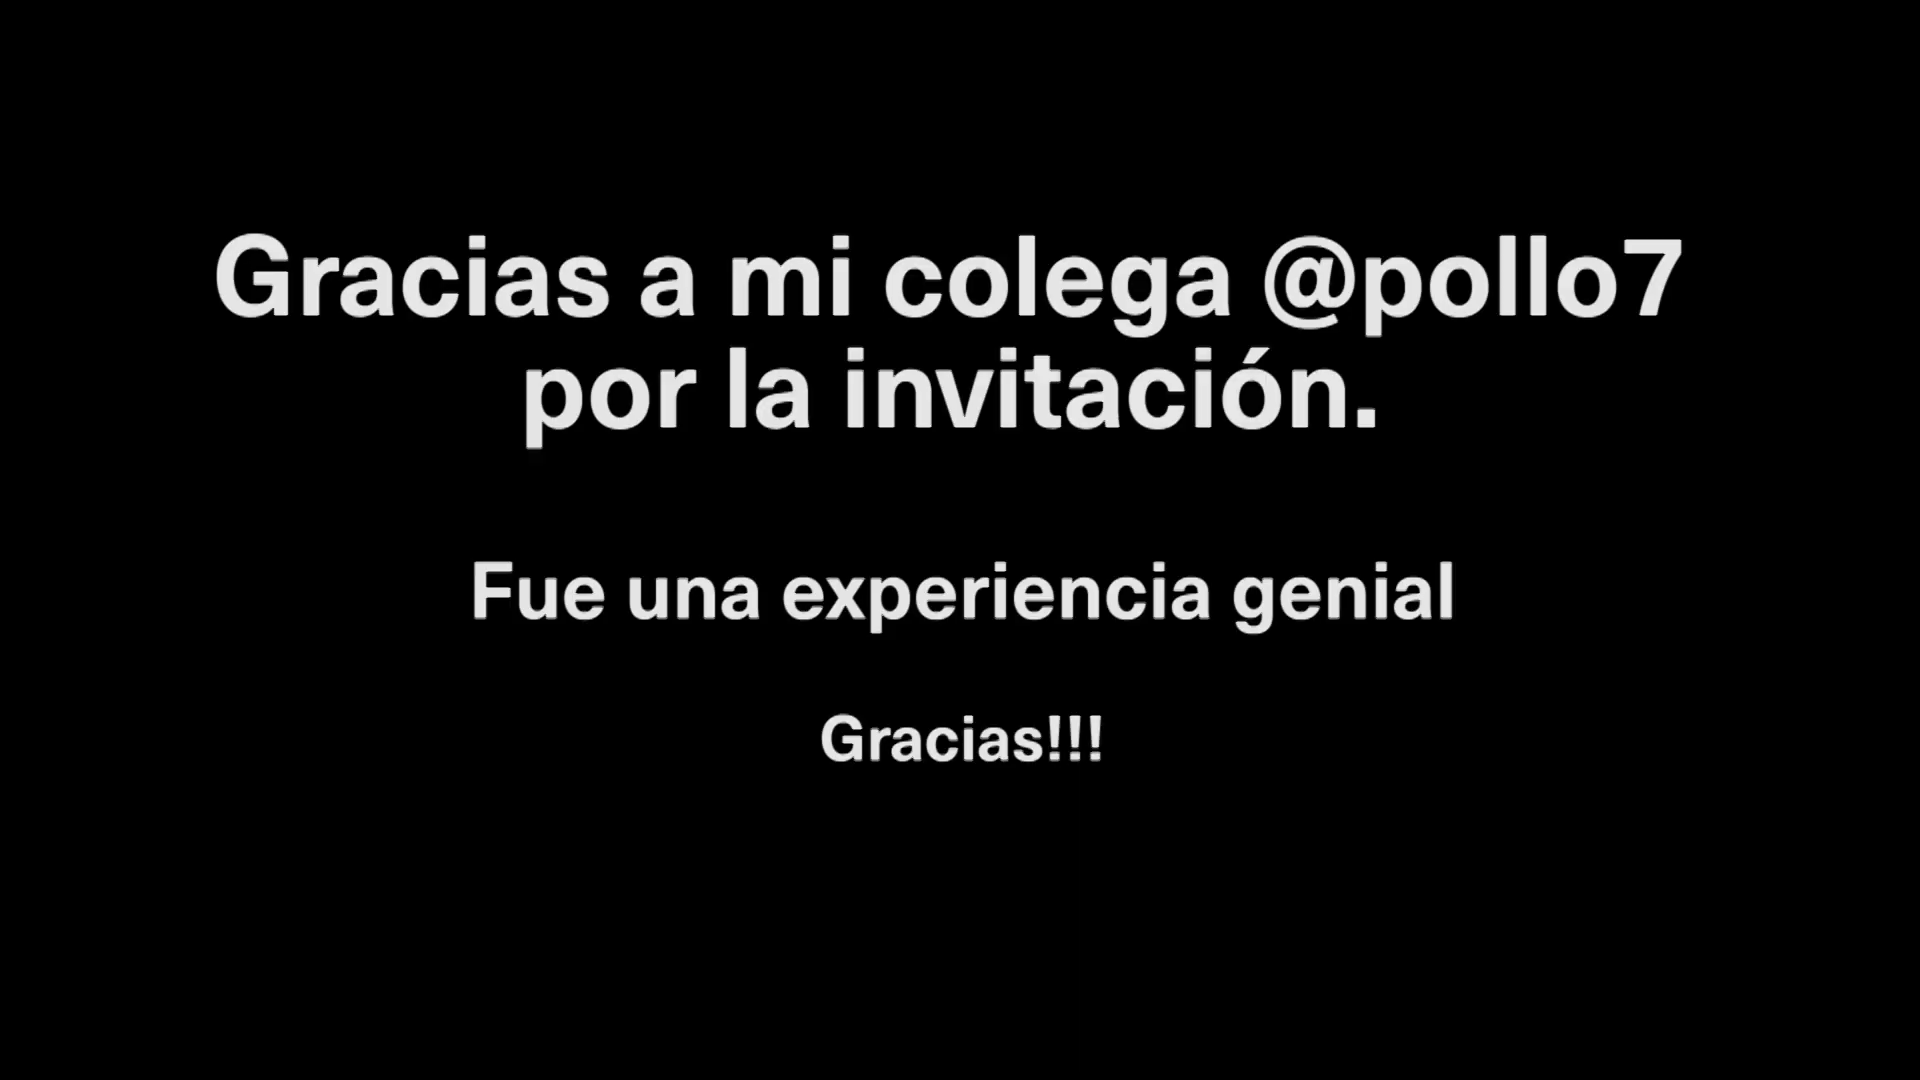 Gracias a mi colega @pollo7
por la invitación.
Fue una experiencia genial
Gracias!!!